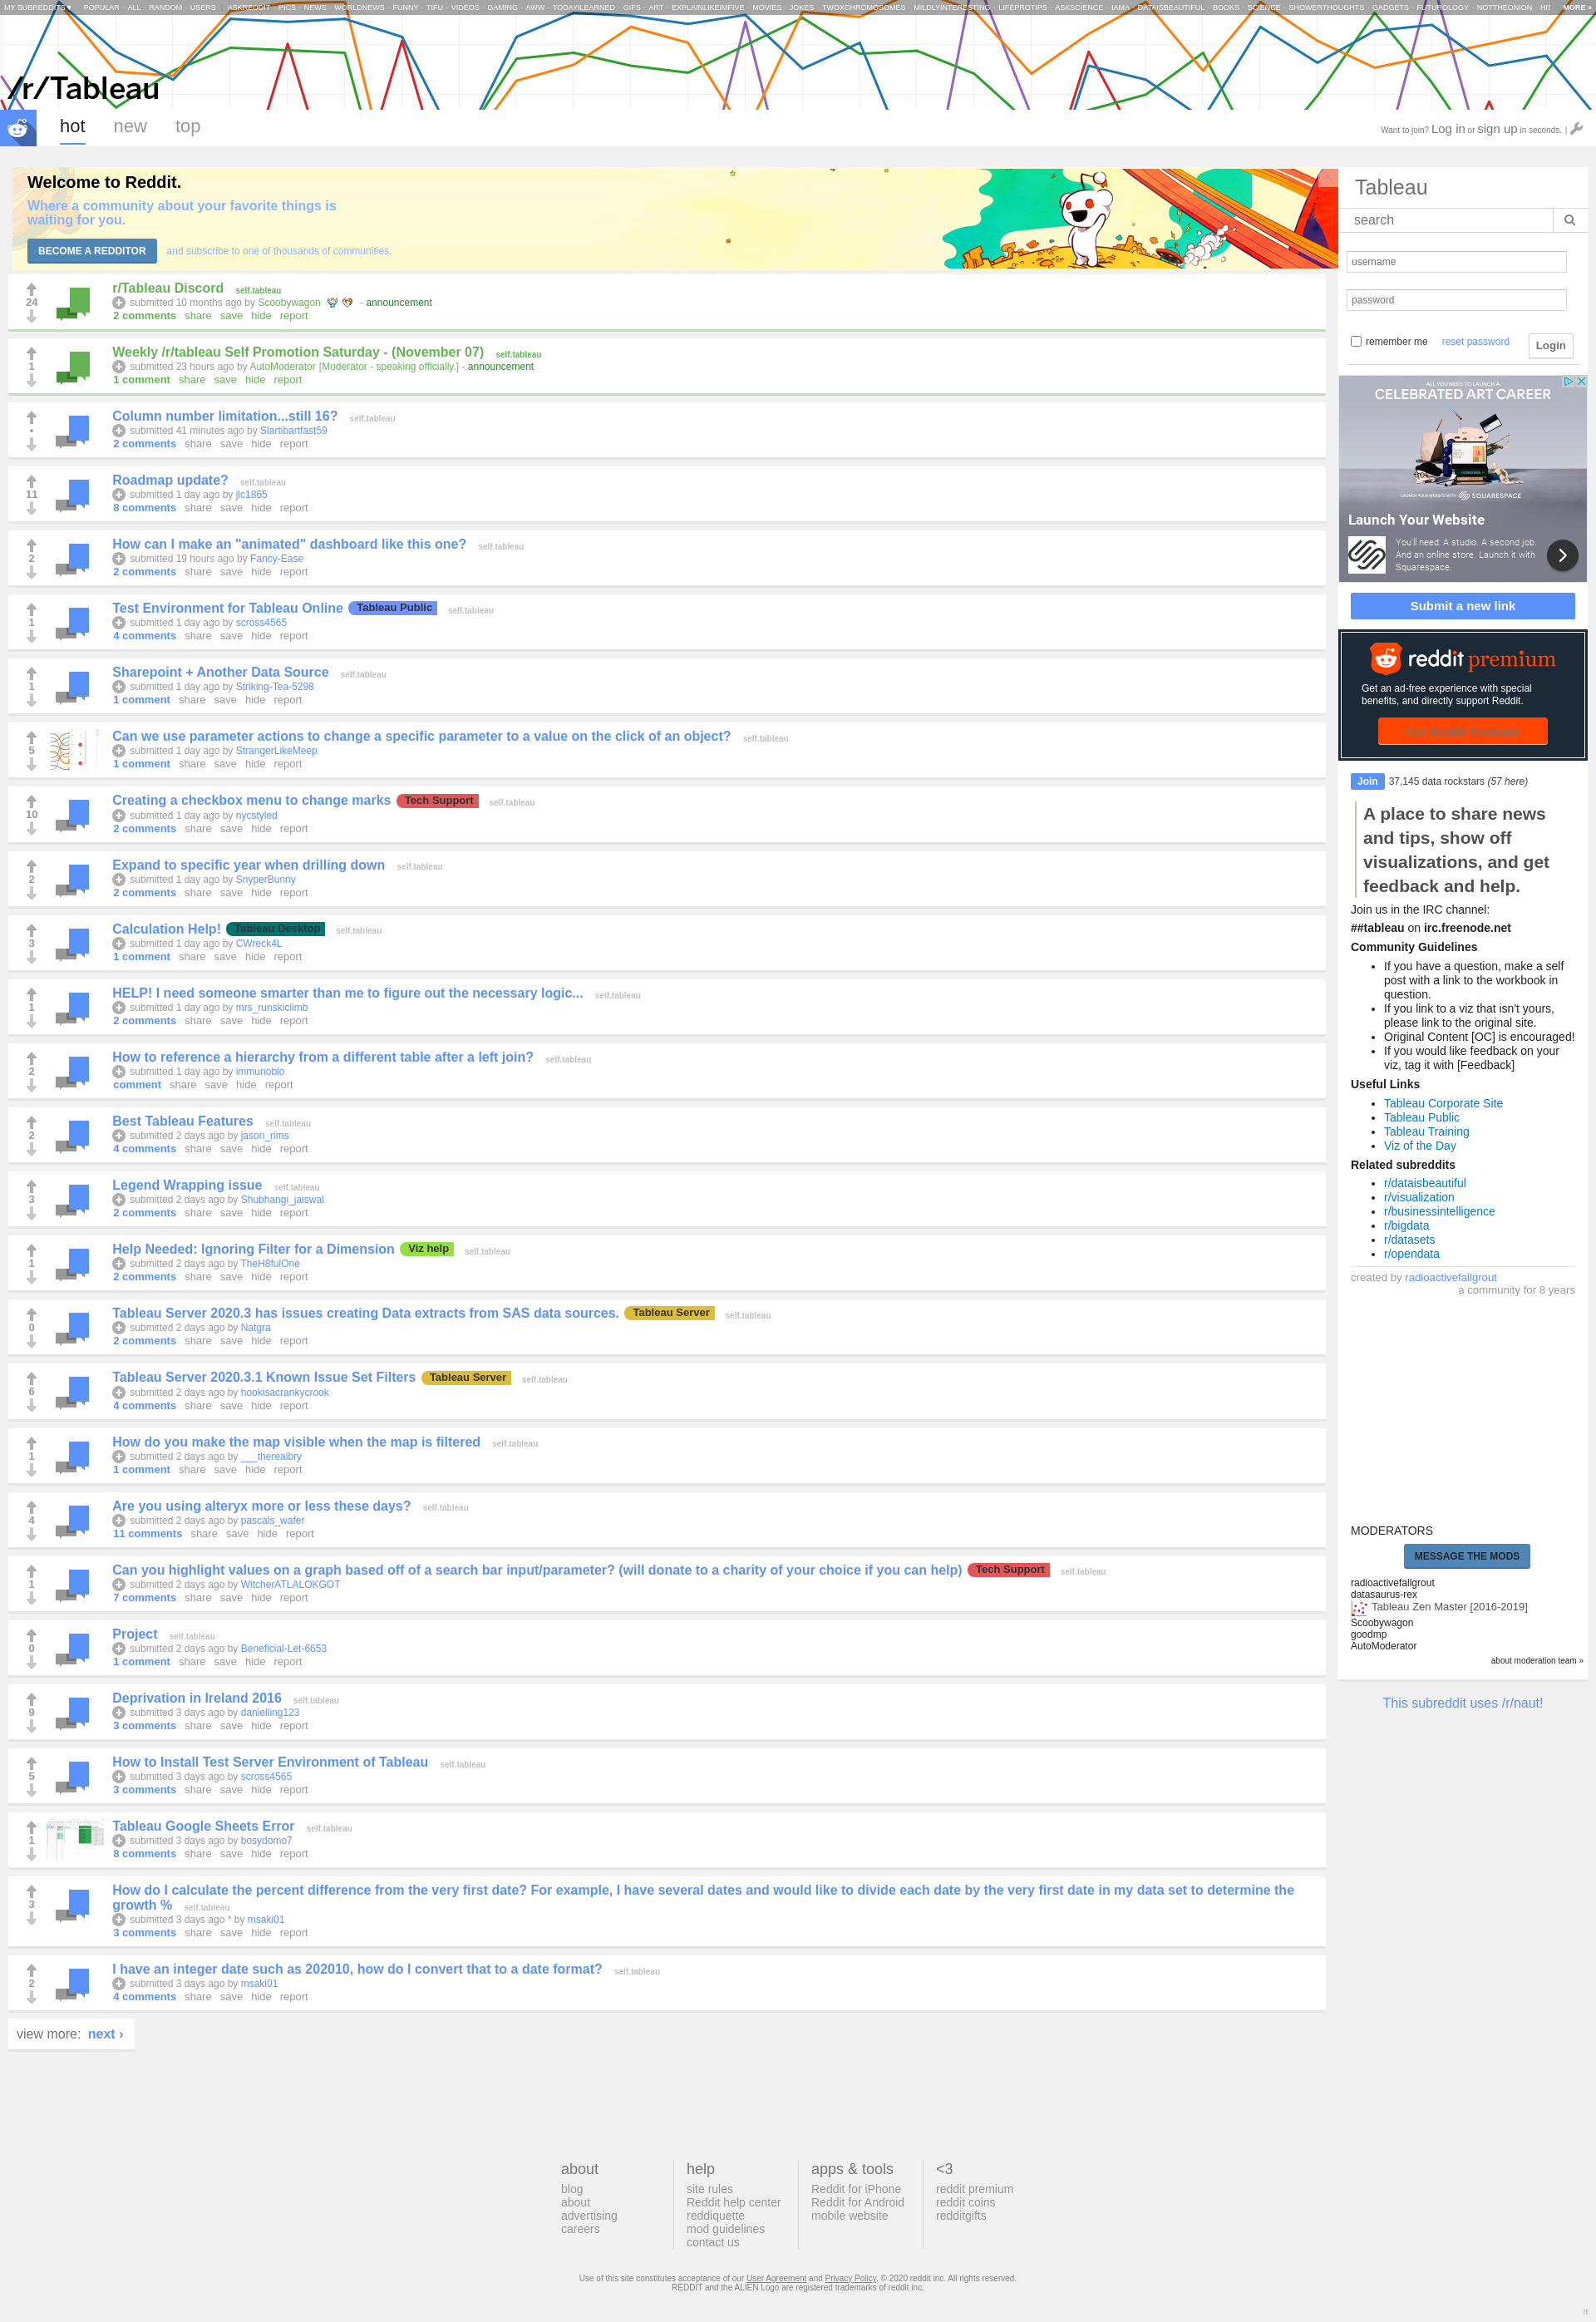 MY SUBREDDITS ▾ POPULAR - ALL - RANDOM - USERS | ASKREDDIT - PICS - NEWS - WORLDNEWS - FUNNY - TIFU - VIDEOS - GAMING - AWW - TODAYILEARNED - GIFS - ART - EXPLAINLIKEIMFIVE - MOVIES - JOKES - TWOXCHROMOSOMES - MILDLYINTERESTING - LIFEPROTIPS - ASKSCIENCE - IAMA - DATAISBEAUTIFUL - BOOKS - SCIENCE - SHOWERTHOUGHTS - GADGETS - FUTUROLOGY - NOTTHEONION - HI MORE »
/r/Tableau
hot new top
Want to join? Log in or sign up in seconds. |
Welcome to Reddit.
Where a community about your favorite things is
waiting for you.
BECOME A REDDITOR and subscribe to one of thousands of communities.
24
r/Tableau Discord self.tableau
submitted 10 months ago by Scoobywagon - announcement
2 comments share save hide report
1
Weekly /r/tableau Self Promotion Saturday - (November 07) self.tableau
submitted 23 hours ago by AutoModerator [Moderator - speaking officially.] - announcement
1 comment share save hide report
•
Column number limitation...still 16? self.tableau
submitted 41 minutes ago by Slartibartfast59
2 comments share save hide report
11
Roadmap update? self.tableau
submitted 1 day ago by jlc1865
8 comments share save hide report
2
How can I make an "animated" dashboard like this one? self.tableau
submitted 19 hours ago by Fancy-Ease
2 comments share save hide report
1
Test Environment for Tableau Online Tableau Public self.tableau
submitted 1 day ago by scross4565
4 comments share save hide report
1
Sharepoint + Another Data Source self.tableau
submitted 1 day ago by Striking-Tea-5298
1 comment share save hide report
5
Can we use parameter actions to change a specific parameter to a value on the click of an object? self.tableau
submitted 1 day ago by StrangerLikeMeep
1 comment share save hide report
10
Creating a checkbox menu to change marks Tech Support self.tableau
submitted 1 day ago by nycstyled
2 comments share save hide report
2
Expand to specific year when drilling down self.tableau
submitted 1 day ago by SnyperBunny
2 comments share save hide report
3
Calculation Help! Tableau Desktop self.tableau
submitted 1 day ago by CWreck4L
1 comment share save hide report
1
HELP! I need someone smarter than me to figure out the necessary logic... self.tableau
submitted 1 day ago by mrs_runskiclimb
2 comments share save hide report
2
How to reference a hierarchy from a different table after a left join? self.tableau
submitted 1 day ago by immunobio
comment share save hide report
2
Best Tableau Features self.tableau
submitted 2 days ago by jason_rims
4 comments share save hide report
3
Legend Wrapping issue self.tableau
submitted 2 days ago by Shubhangi_jaiswal
2 comments share save hide report
1
Help Needed: Ignoring Filter for a Dimension Viz help self.tableau
submitted 2 days ago by TheH8fulOne
2 comments share save hide report
0
Tableau Server 2020.3 has issues creating Data extracts from SAS data sources. Tableau Server self.tableau
submitted 2 days ago by Natgra
2 comments share save hide report
6
Tableau Server 2020.3.1 Known Issue Set Filters Tableau Server self.tableau
submitted 2 days ago by hookisacrankycrook
4 comments share save hide report
1
How do you make the map visible when the map is filtered self.tableau
submitted 2 days ago by ___therealbry
1 comment share save hide report
4
Are you using alteryx more or less these days? self.tableau
submitted 2 days ago by pascals_wafer
11 comments share save hide report
1
Can you highlight values on a graph based off of a search bar input/parameter? (will donate to a charity of your choice if you can help) Tech Support self.tableau
submitted 2 days ago by WitcherATLALOKGOT
7 comments share save hide report
0
Project self.tableau
submitted 2 days ago by Beneficial-Let-6653
1 comment share save hide report
9
Deprivation in Ireland 2016 self.tableau
submitted 3 days ago by danielling123
3 comments share save hide report
5
How to Install Test Server Environment of Tableau self.tableau
submitted 3 days ago by scross4565
3 comments share save hide report
1
Tableau Google Sheets Error self.tableau
submitted 3 days ago by bosydomo7
8 comments share save hide report
3
How do I calculate the percent difference from the very first date? For example, I have several dates and would like to divide each date by the very first date in my data set to determine the
growth % self.tableau
submitted 3 days ago * by msaki01
3 comments share save hide report
2
I have an integer date such as 202010, how do I convert that to a date format? self.tableau
submitted 3 days ago by msaki01
4 comments share save hide report
view more: next ›
Tableau
search
username
password
remember me reset password Login
ALL YOU NEED TO LAUNCH A
CELEBRATED ART CAREER
LAUNCH YOUR WEBSITE WITH SQUARESPACE
Launch Your Website
You'll need: A studio. A second job.
And an online store. Launch it with
Squarespace.
Submit a new link
reddit premium
Get an ad-free experience with special
benefits, and directly support Reddit.
Get Reddit Premium
Join 37,145 data rockstars (57 here)
A place to share news
and tips, show off
visualizations, and get
feedback and help.
Join us in the IRC channel:
##tableau on irc.freenode.net
Community Guidelines
• If you have a question, make a self
post with a link to the workbook in
question.
• If you link to a viz that isn't yours,
please link to the original site.
• Original Content [OC] is encouraged!
• If you would like feedback on your
viz, tag it with [Feedback]
Useful Links
• Tableau Corporate Site
• Tableau Public
• Tableau Training
• Viz of the Day
Related subreddits
• r/dataisbeautiful
• r/visualization
• r/businessintelligence
• r/bigdata
• r/datasets
• r/opendata
created by radioactivefallgrout
a community for 8 years
MODERATORS
MESSAGE THE MODS
radioactivefallgrout
datasaurus-rex
Tableau Zen Master [2016-2019]
Scoobywagon
goodmp
AutoModerator
about moderation team »
This subreddit uses /r/naut!
about
blog
about
advertising
careers
help
site rules
Reddit help center
reddiquette
mod guidelines
contact us
apps & tools
Reddit for iPhone
Reddit for Android
mobile website
<3
reddit premium
reddit coins
redditgifts
Use of this site constitutes acceptance of our User Agreement and Privacy Policy. © 2020 reddit inc. All rights reserved.
REDDIT and the ALIEN Logo are registered trademarks of reddit inc.
π